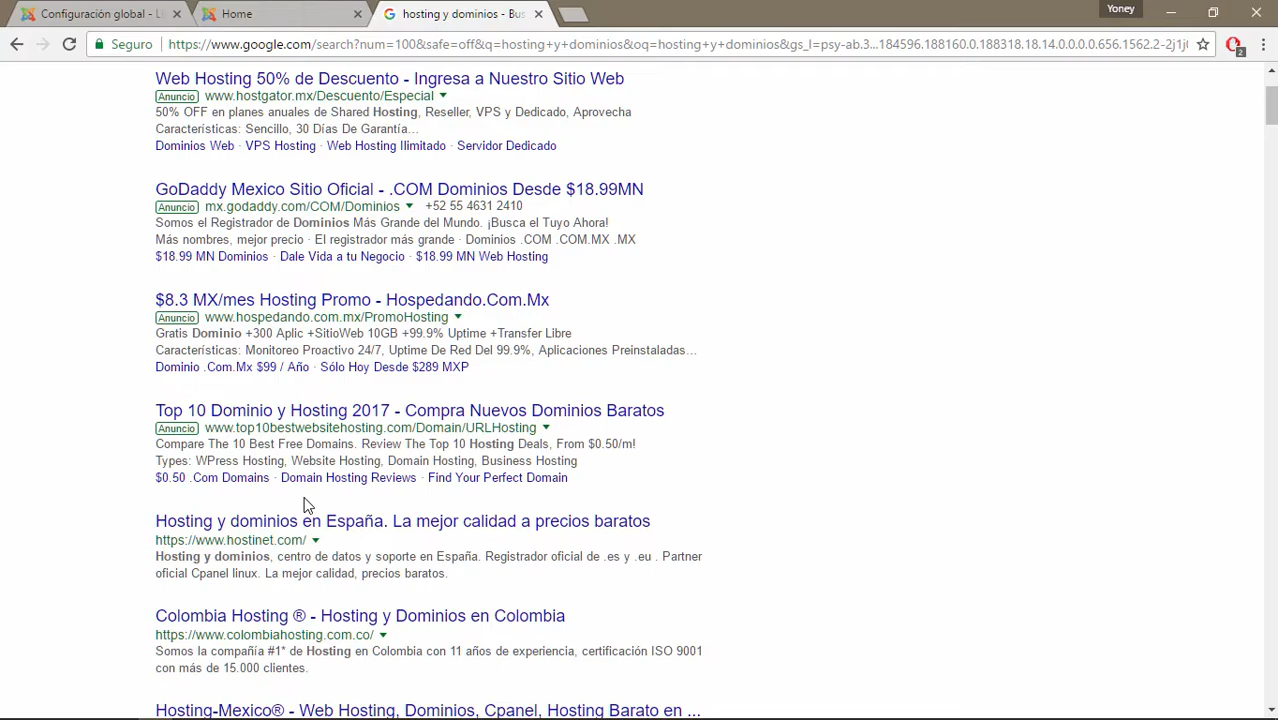 Configuración global - L
Home
hosting y dominios - Bus
Yoney
Seguro
https://www.google.com/search?num=100&safe=off&q=hosting+y+dominios&oq=hosting+y+dominios&gs_l=psy-ab.3...184596.188160.0.188318.18.14.0.0.0.0.656.1562.2-2j1j0
2
Web Hosting 50% de Descuento - Ingresa a Nuestro Sitio Web
Anuncio www.hostgator.mx/Descuento/Especial
50% OFF en planes anuales de Shared Hosting, Reseller, VPS y Dedicado, Aprovecha
Características: Sencillo, 30 Días De Garantía…
Dominios Web · VPS Hosting · Web Hosting Ilimitado · Servidor Dedicado
GoDaddy Mexico Sitio Oficial - .COM Dominios Desde $18.99MN
Anuncio mx.godaddy.com/COM/Dominios +52 55 4631 2410
Somos el Registrador de Dominios Más Grande del Mundo. ¡Busca el Tuyo Ahora!
Más nombres, mejor precio · El registrador más grande · Dominios .COM .COM.MX .MX
$18.99 MN Dominios · Dale Vida a tu Negocio · $18.99 MN Web Hosting
$8.3 MX/mes Hosting Promo - Hospedando.Com.Mx
Anuncio www.hospedando.com.mx/PromoHosting
Gratis Dominio +300 Aplic +SitioWeb 10GB +99.9% Uptime +Transfer Libre
Características: Monitoreo Proactivo 24/7, Uptime De Red Del 99.9%, Aplicaciones Preinstaladas…
Dominio .Com.Mx $99 / Año · Sólo Hoy Desde $289 MXP
Top 10 Dominio y Hosting 2017 - Compra Nuevos Dominios Baratos
Anuncio www.top10bestwebsitehosting.com/Domain/URLHosting
Compare The 10 Best Free Domains. Review The Top 10 Hosting Deals, From $0.50/m!
Types: WPress Hosting, Website Hosting, Domain Hosting, Business Hosting
$0.50 .Com Domains · Domain Hosting Reviews · Find Your Perfect Domain
Hosting y dominios en España. La mejor calidad a precios baratos
https://www.hostinet.com/
Hosting y dominios, centro de datos y soporte en España. Registrador oficial de .es y .eu . Partner
oficial Cpanel linux. La mejor calidad, precios baratos.
Colombia Hosting ® - Hosting y Dominios en Colombia
https://www.colombiahosting.com.co/
Somos la compañía #1* de Hosting en Colombia con 11 años de experiencia, certificación ISO 9001
con más de 15.000 clientes.
Hosting-Mexico® - Web Hosting, Dominios, Cpanel, Hosting Barato en ...